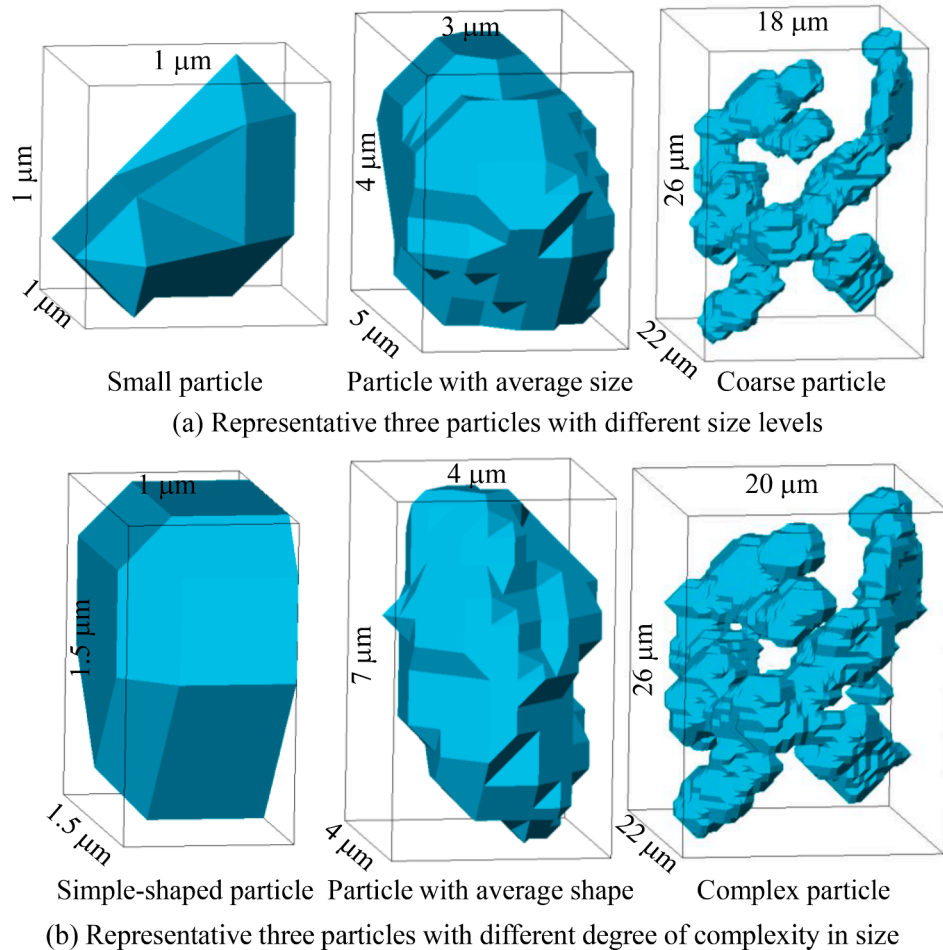 1 μm
1 μm
1 μm
3 μm
4 μm
5 μm
18 μm
26 μm
22 μm
Small particle
Particle with average size
Coarse particle
(a) Representative three particles with different size levels
1 μm
1.5 μm
1.5 μm
4 μm
7 μm
4 μm
20 μm
26 μm
22 μm
Simple-shaped particle
Particle with average shape
Complex particle
(b) Representative three particles with different degree of complexity in size